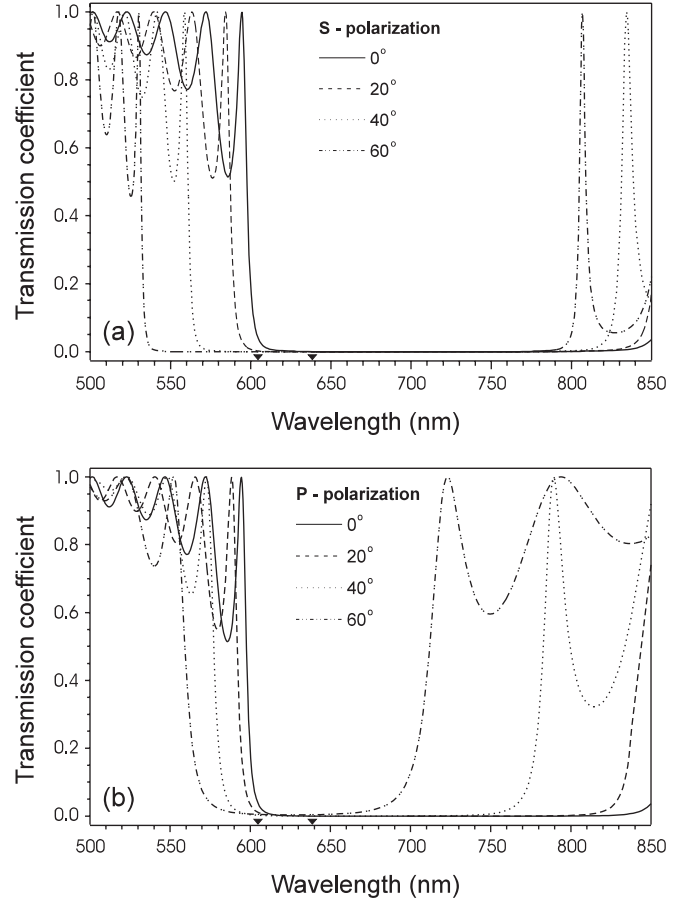 S - polarization
0°
20°
40°
60°
1.0
0.8
0.6
0.4
0.2
0.0
Transmission coefficient
(a)
500 550 600 650 700 750 800 850
Wavelength (nm)
P - polarization
0°
20°
40°
60°
1.0
0.8
0.6
0.4
0.2
0.0
Transmission coefficient
(b)
500 550 600 650 700 750 800 850
Wavelength (nm)